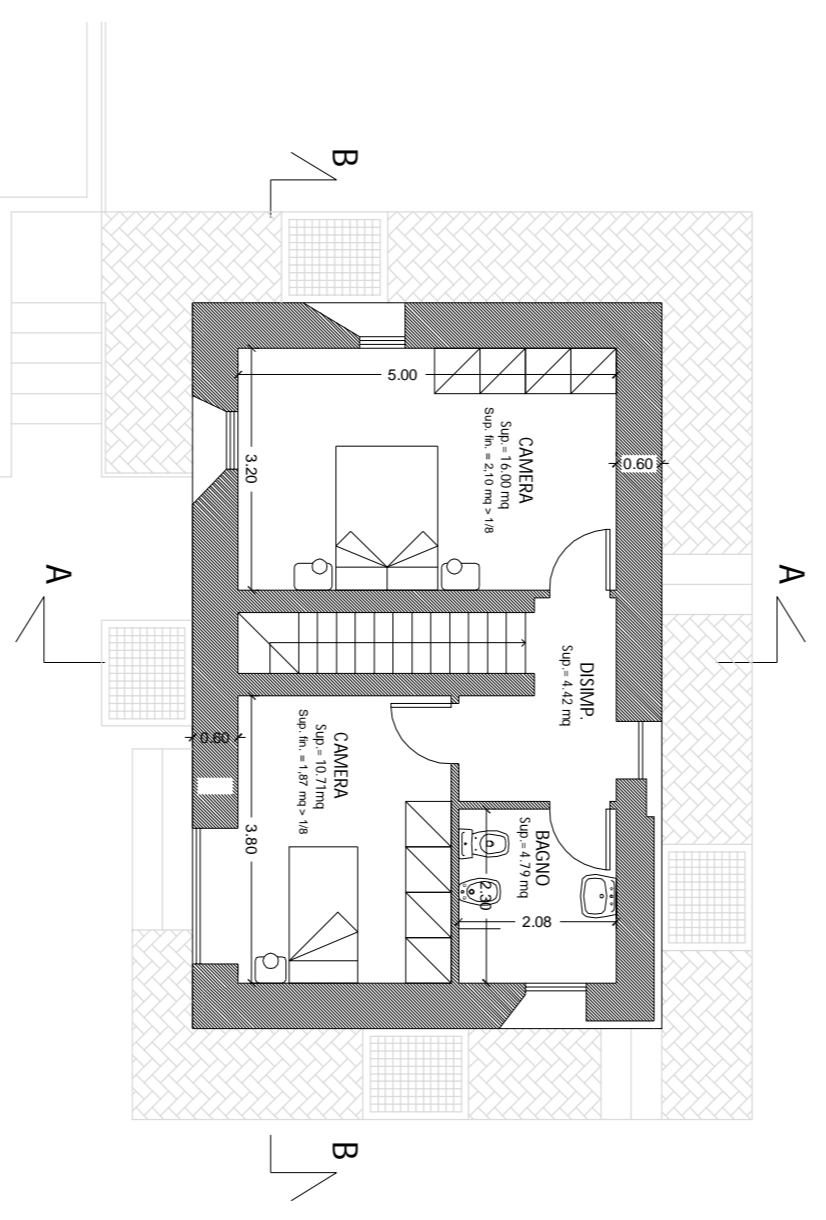 B
5.00
3.20
CAMERA
Sup.= 16.00 mq
Sup. fin. = 2,10 mq > 1/8
0.60
A
A
DISIMP.
Sup.= 4.42 mq
0.60
CAMERA
Sup.= 10.71mq
Sup. fin. = 1,87 mq > 1/8
3.80
BAGNO
Sup.= 4.79 mq
2.30
2.08
B